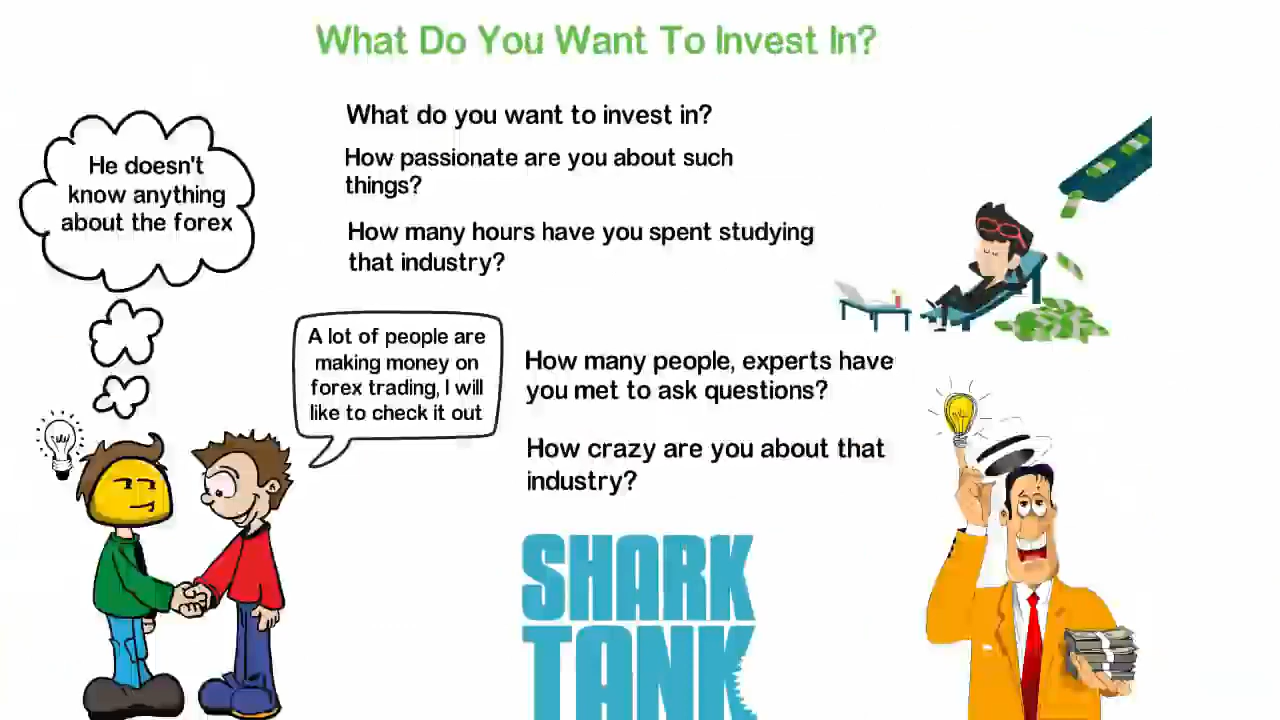 What Do You Want To Invest In?
What do you want to invest in?
How passionate are you about such
things?
How many hours have you spent studying
that industry?
He doesn't
know anything
about the forex
A lot of people are
making money on
forex trading, I will
like to check it out
How many people, experts have
you met to ask questions?
How crazy are you about that
industry?
SHARK
TANK